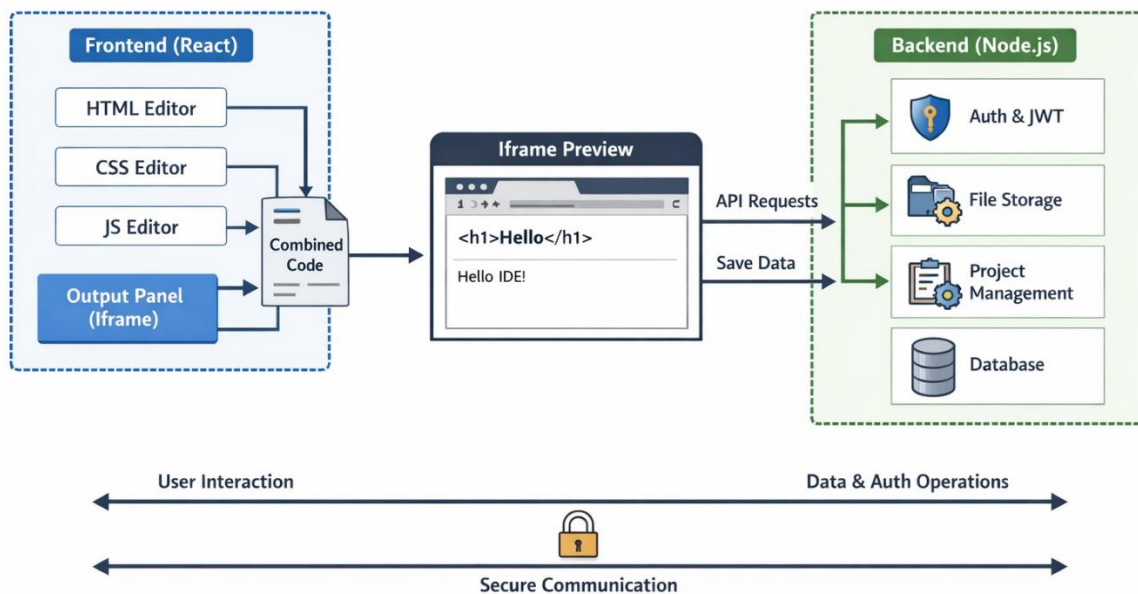 Frontend (React)
HTML Editor
CSS Editor
JS Editor
Output Panel
(Iframe)
Combined
Code
Iframe Preview
<h1>Hello</h1>
Hello IDE!
API Requests
Save Data
Backend (Node.js)
Auth & JWT
File Storage
Project
Management
Database
User Interaction
Data & Auth Operations
Secure Communication